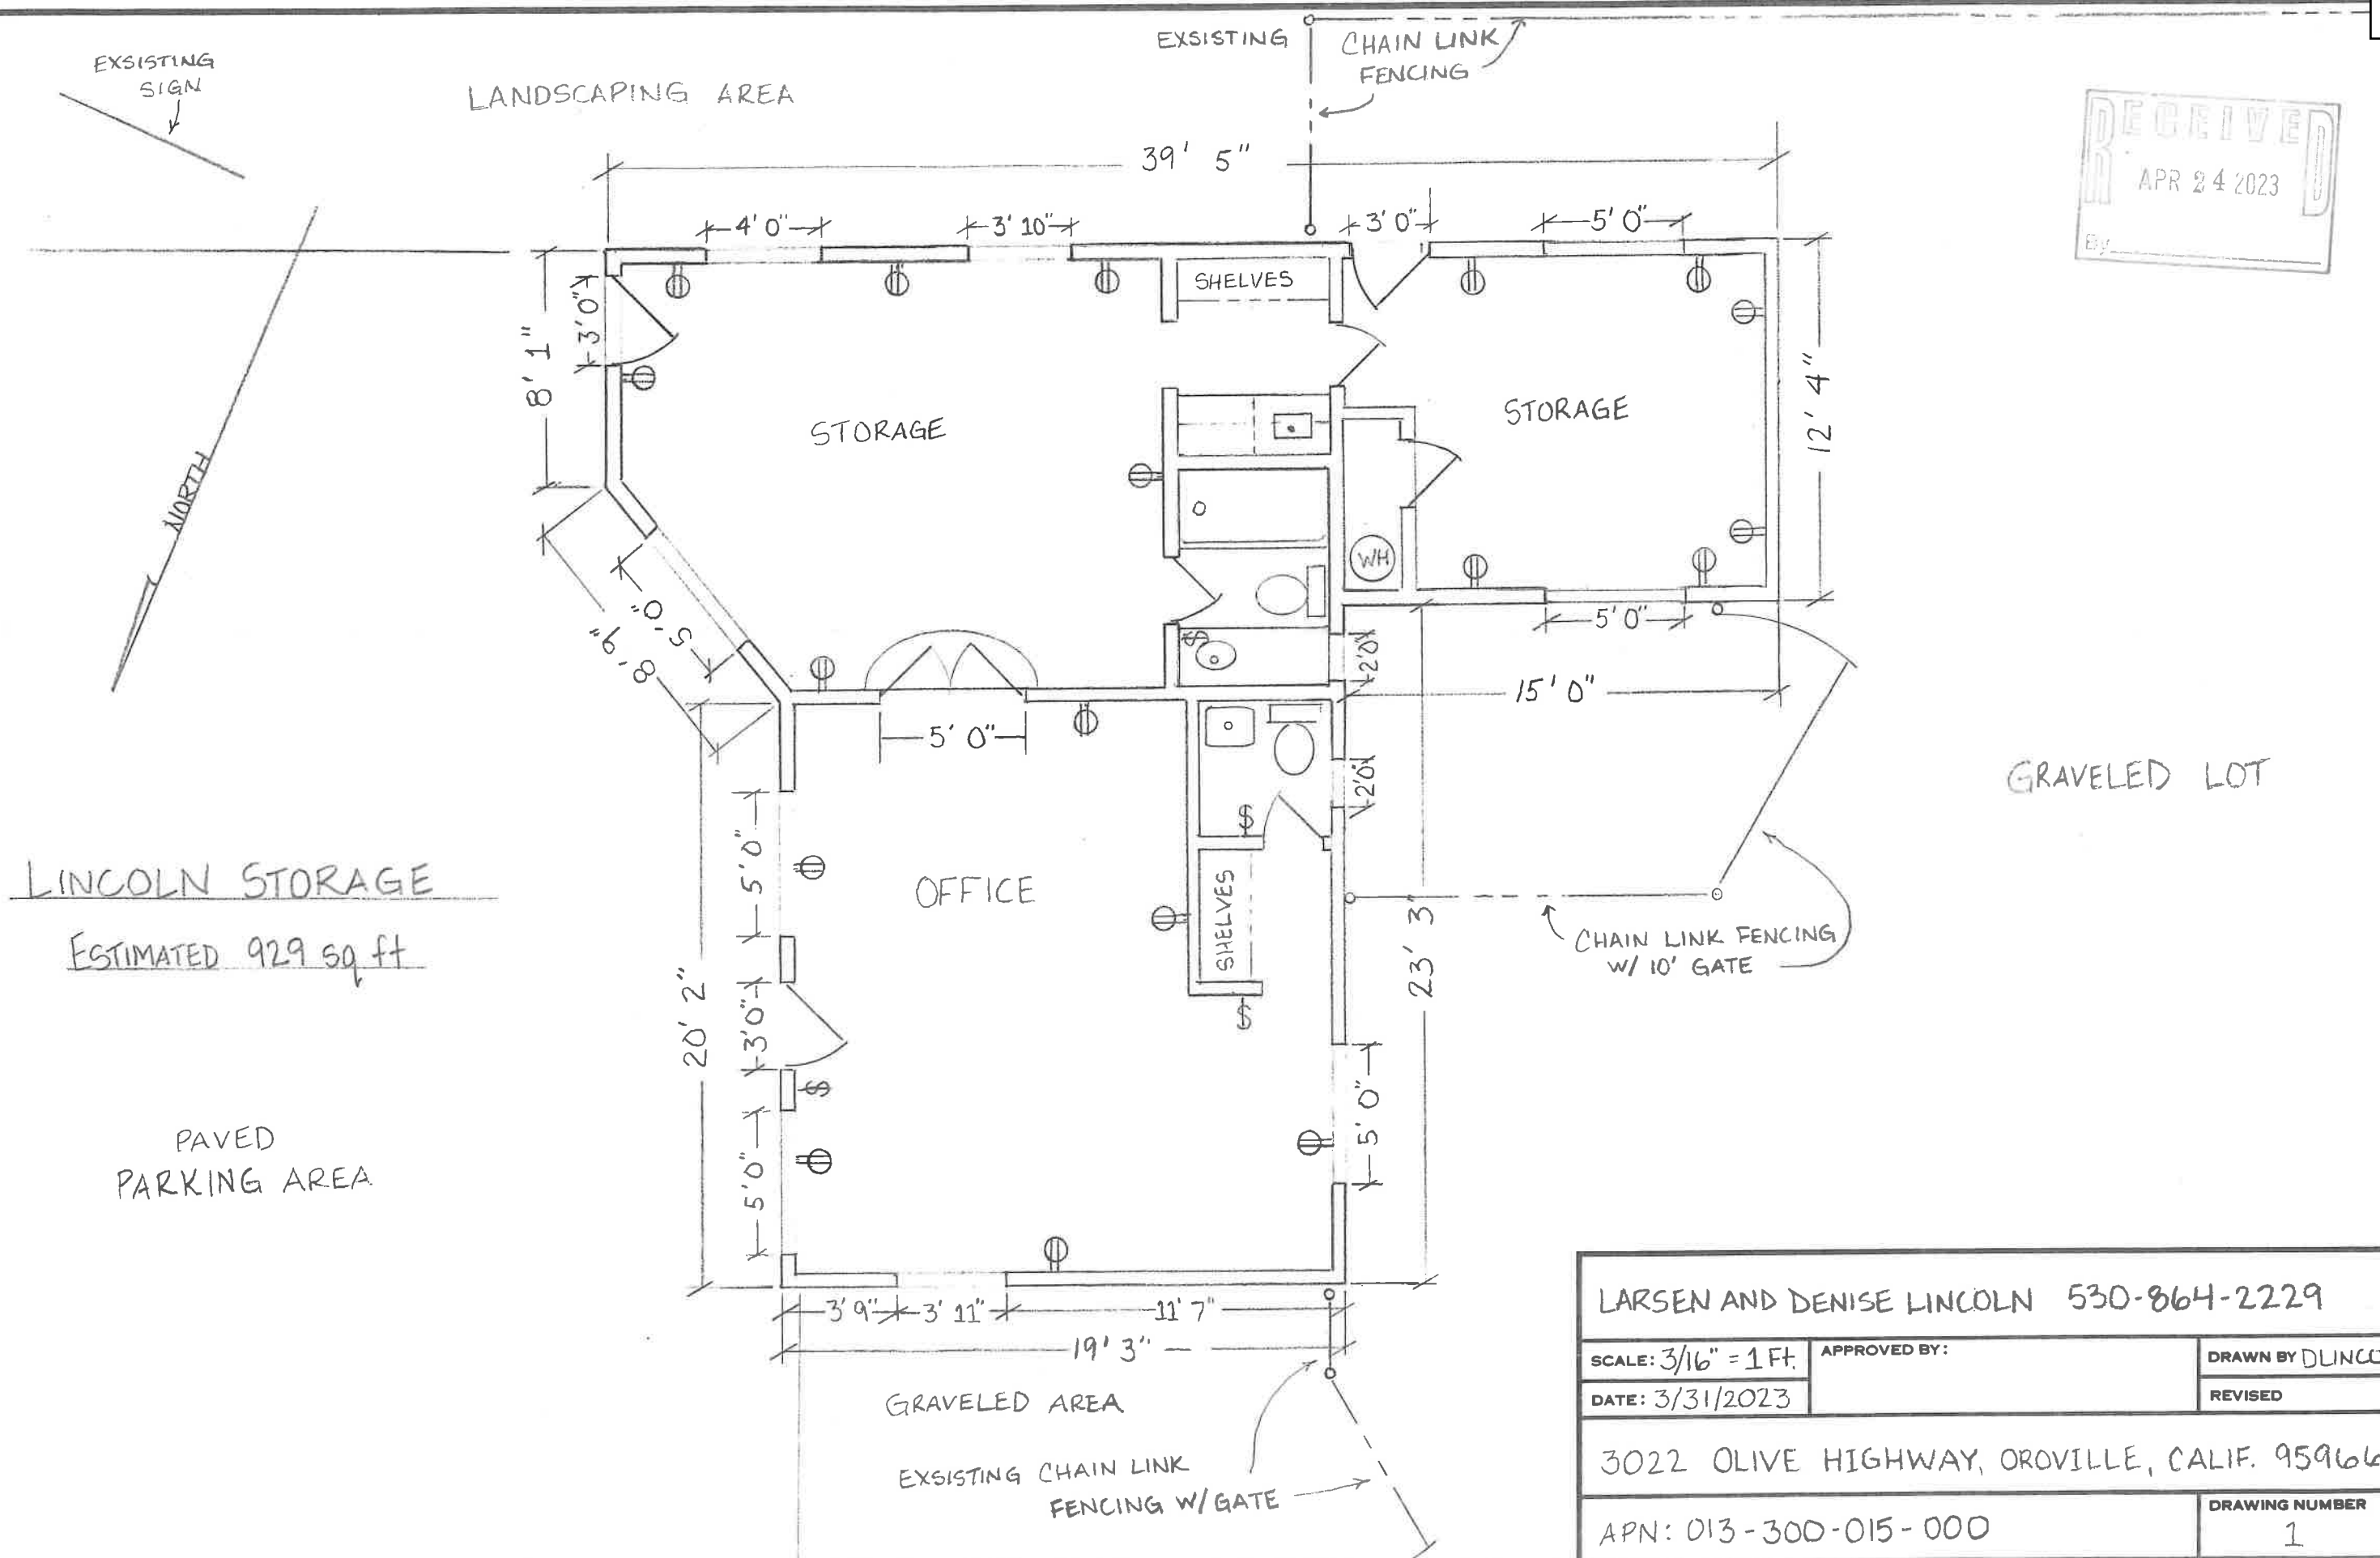 EXSISTING
SIGN
LANDSCAPING AREA
EXSISTING
CHAIN LINK
FENCING
RECEIVED
APR 24 2023
By
39' 5"
4' 0"
3' 10"
3' 0"
5' 0"
SHELVES
3' 0"
8' 1"
STORAGE
STORAGE
12' 4"
NORTH
WH
5' 0"
8' 9"
5' 0"
2' 0"
15' 0"
5' 0"
2' 0"
GRAVELED LOT
LINCOLN STORAGE
ESTIMATED 929 sq ft
5' 0"
OFFICE
SHELVES
CHAIN LINK FENCING
W/ 10' GATE
20' 2"
3' 0"
23' 3"
5' 0"
5' 0"
PAVED
PARKING AREA
3' 9"
3' 11"
11' 7"
19' 3"
GRAVELED AREA
EXSISTING CHAIN LINK
FENCING W/ GATE
LARSEN AND DENISE LINCOLN 530-864-2229
SCALE: 3/16" = 1 Ft.
APPROVED BY:
DRAWN BY DLINCO
DATE: 3/31/2023
REVISED
3022 OLIVE HIGHWAY, OROVILLE, CALIF. 95966
APN: 013-300-015-000
DRAWING NUMBER
1